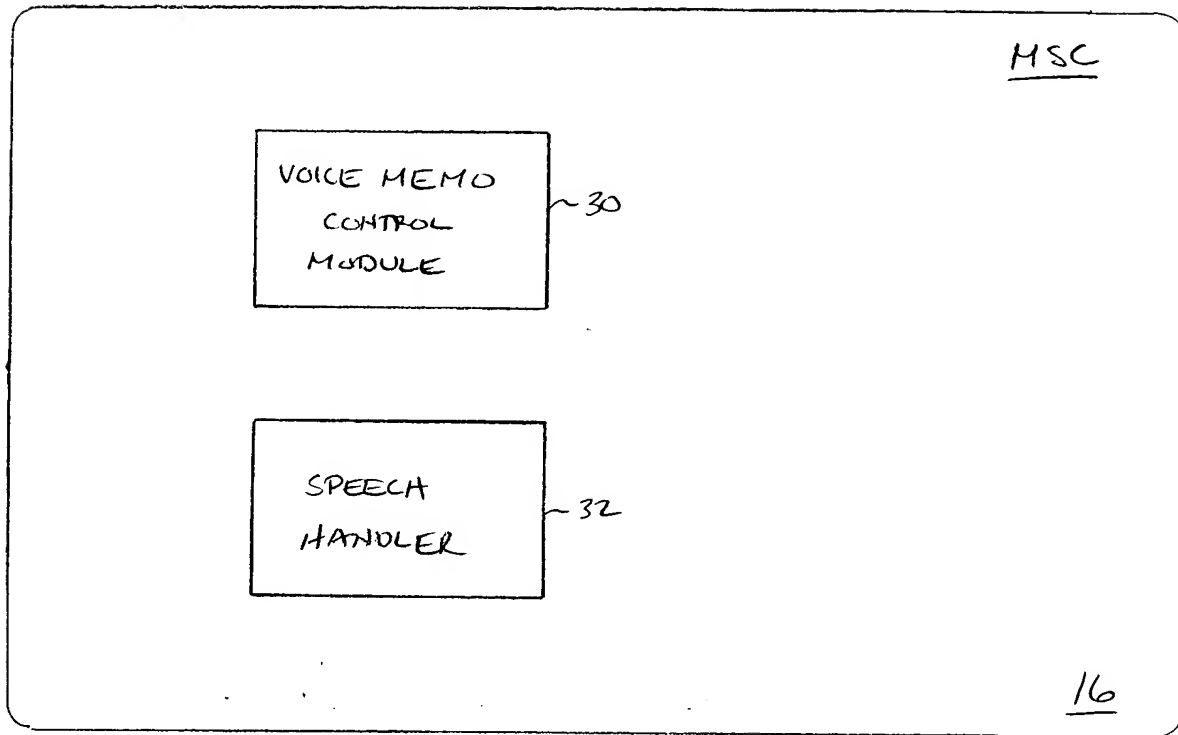 MSC
VOICE MEMO
CONTROL
MODULE
30
SPEECH
HANDLER
32
16